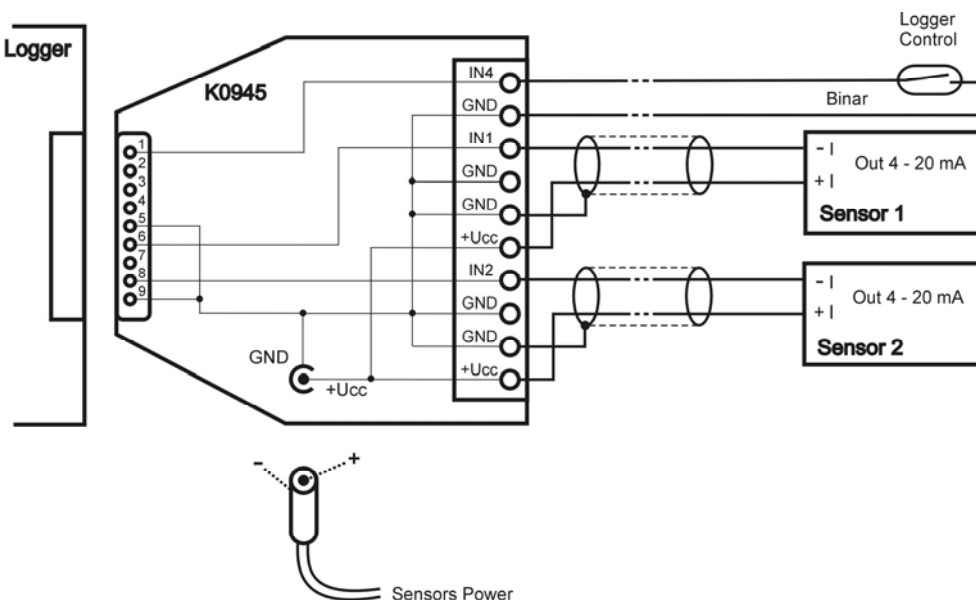 Logger
K0945
Logger
Control
IN4
GND
Binar
IN1
GND
GND
+Ucc
IN2
GND
GND
+Ucc
1
2
3
4
5
6
7
8
9
- I
Out 4 - 20 mA
+ I
Sensor 1
- I
Out 4 - 20 mA
+ I
Sensor 2
GND
+Ucc
-
+
Sensors Power